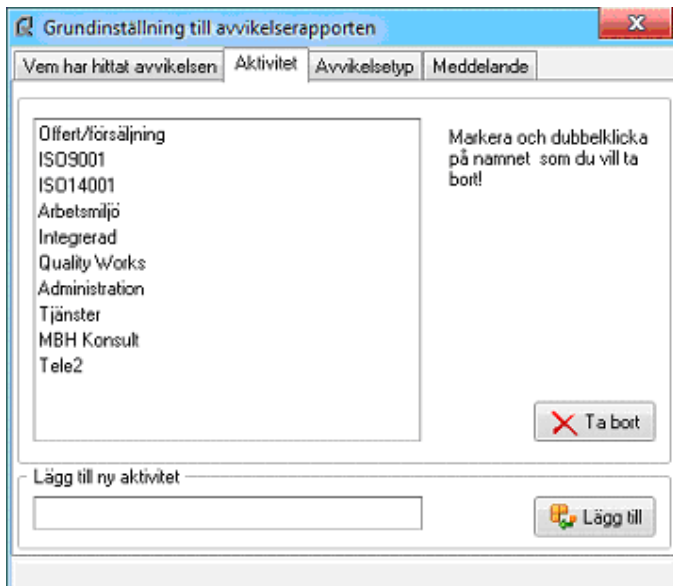 Grundinställning till avvikelserapporten
Vem har hittat avvikelsen
Aktivitet
Avvikelsetyp
Meddelande
Offert/försäljning
ISO9001
ISO14001
Arbetsmiljö
Integrerad
Quality Works
Administration
Tjänster
MBH Konsult
Tele2
Markera och dubbelklicka
på namnet som du vill ta
bort!
Ta bort
Lägg till ny aktivitet
Lägg till